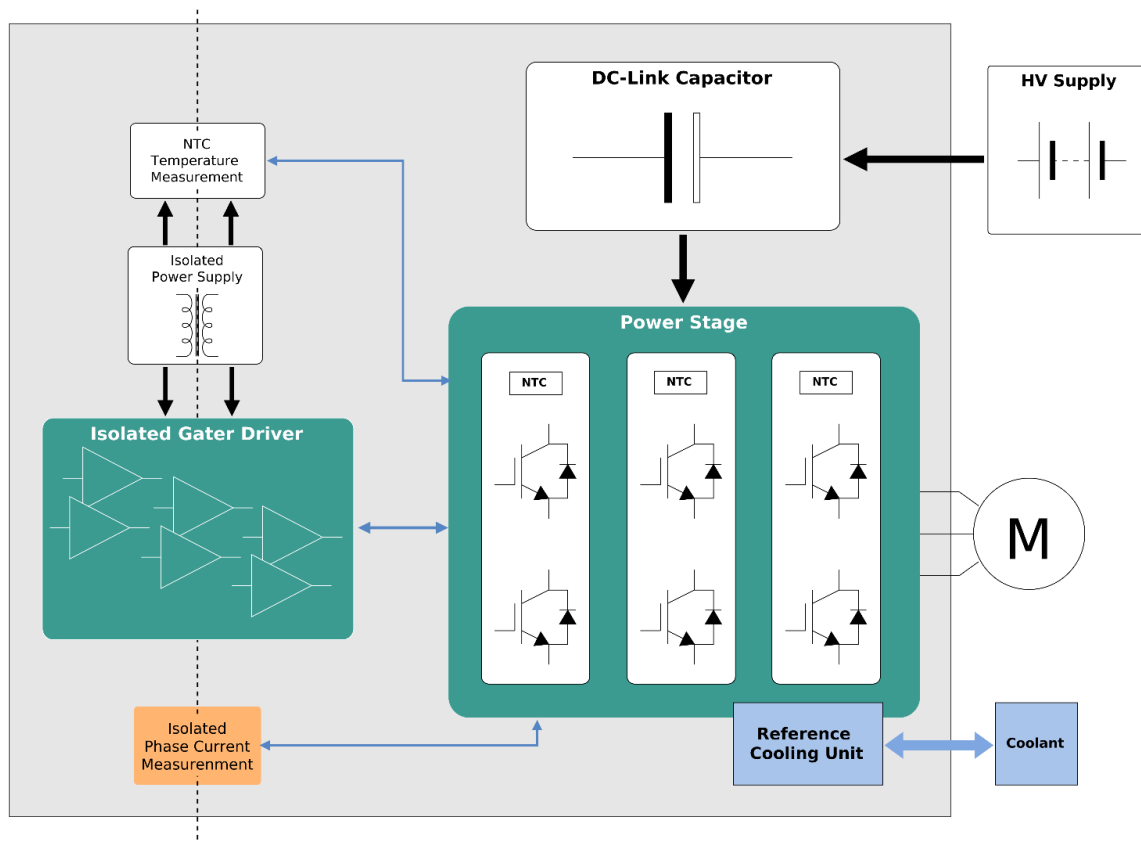 DC-Link Capacitor
HV Supply
NTC
Temperature
Measurement
Isolated
Power Supply
Power Stage
NTC
NTC
NTC
Isolated Gater Driver
M
Isolated
Phase Current
Measurenment
Reference
Cooling Unit
Coolant